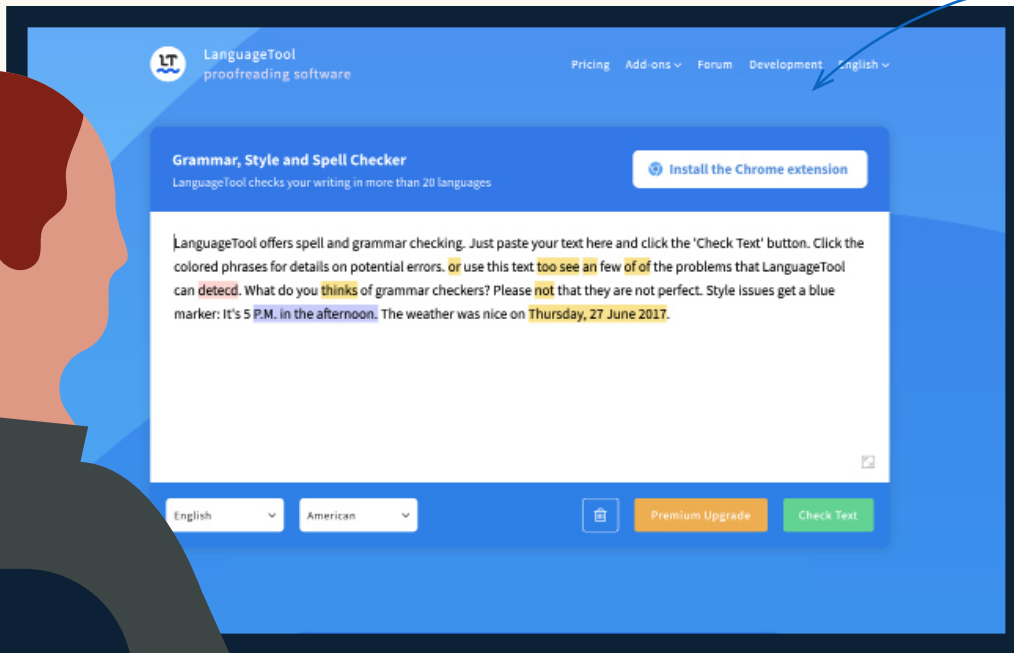 LT
LanguageTool
proofreading software
Pricing Add-ons Forum Development English
Grammar, Style and Spell Checker
LanguageTool checks your writing in more than 20 languages
Install the Chrome extension
LanguageTool offers spell and grammar checking. Just paste your text here and click the 'Check Text' button. Click the
colored phrases for details on potential errors. or use this text too see an few of of the problems that LanguageTool
can detecd. What do you thinks of grammar checkers? Please not that they are not perfect. Style issues get a blue
marker: It's 5 P.M. in the afternoon. The weather was nice on Thursday, 27 June 2017.
English
American
Premium Upgrade
Check Text